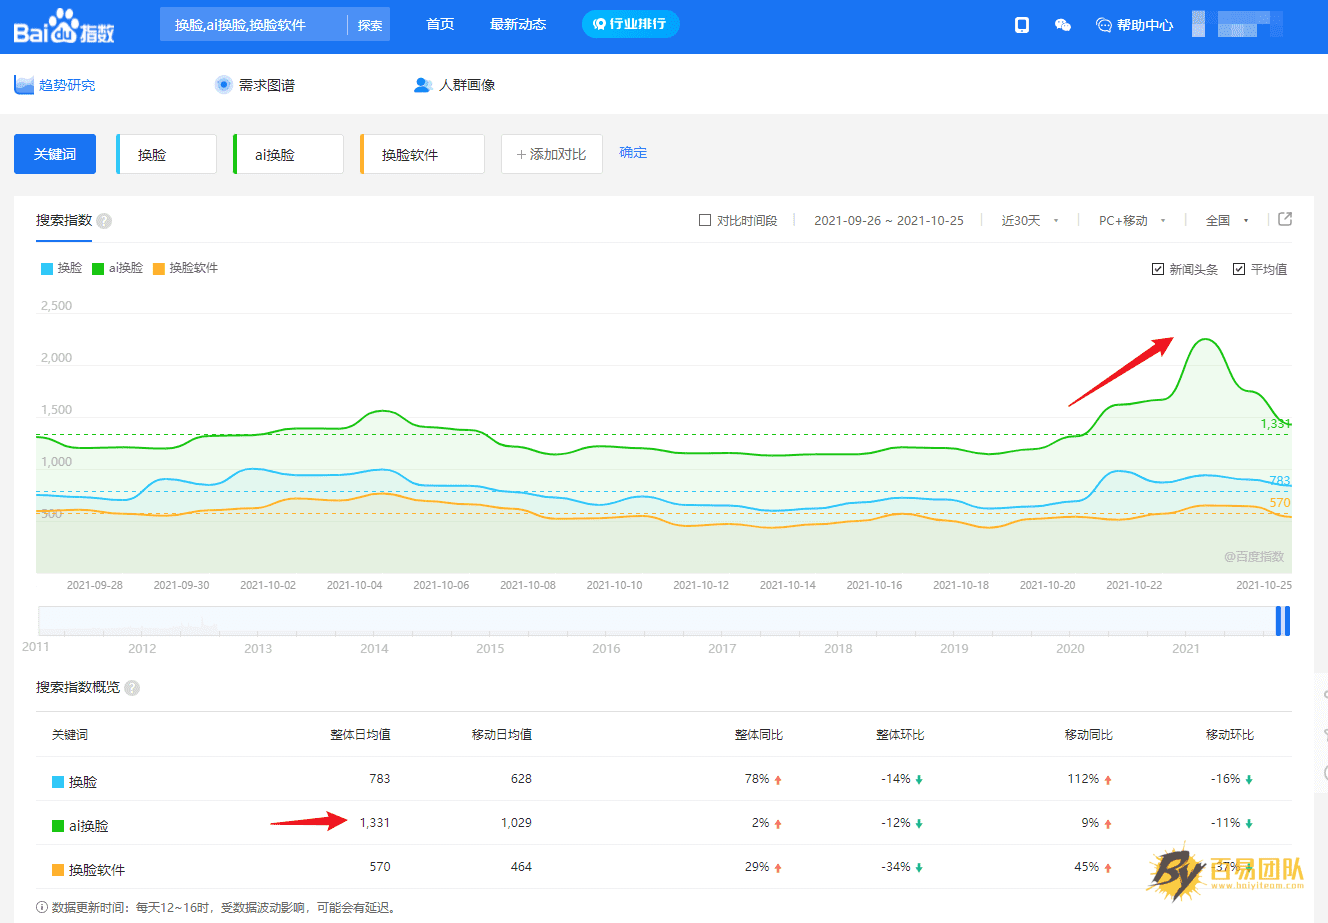 Bai du 指数 换脸,ai换脸,换脸软件 探索 首页 最新动态 行业排行 帮助中心
趋势研究 需求图谱 人群画像
关键词 换脸 ai换脸 换脸软件 +添加对比 确定
搜索指数 ? 对比时间段 2021-09-26 ~ 2021-10-25 近30天 PC+移动 全国
换脸 ai换脸 换脸软件 新闻头条 平均值
2,500
2,000
1,500
1,331
1,000
783
570
500
@百度指数
2021-09-28 2021-09-30 2021-10-02 2021-10-04 2021-10-06 2021-10-08 2021-10-10 2021-10-12 2021-10-14 2021-10-16 2021-10-18 2021-10-20 2021-10-22 2021-10-25
2011 2012 2013 2014 2015 2016 2017 2018 2019 2020 2021
搜索指数概览 ?
关键词 整体日均值 移动日均值 整体同比 整体环比 移动同比 移动环比
换脸 783 628 78% -14% 112% -16%
ai换脸 1,331 1,029 2% -12% 9% -11%
换脸软件 570 464 29% -34% 45% -37%
By 百易团队
www.baiyiteam.com
数据更新时间：每天12~16时，受数据波动影响，可能会有延迟。